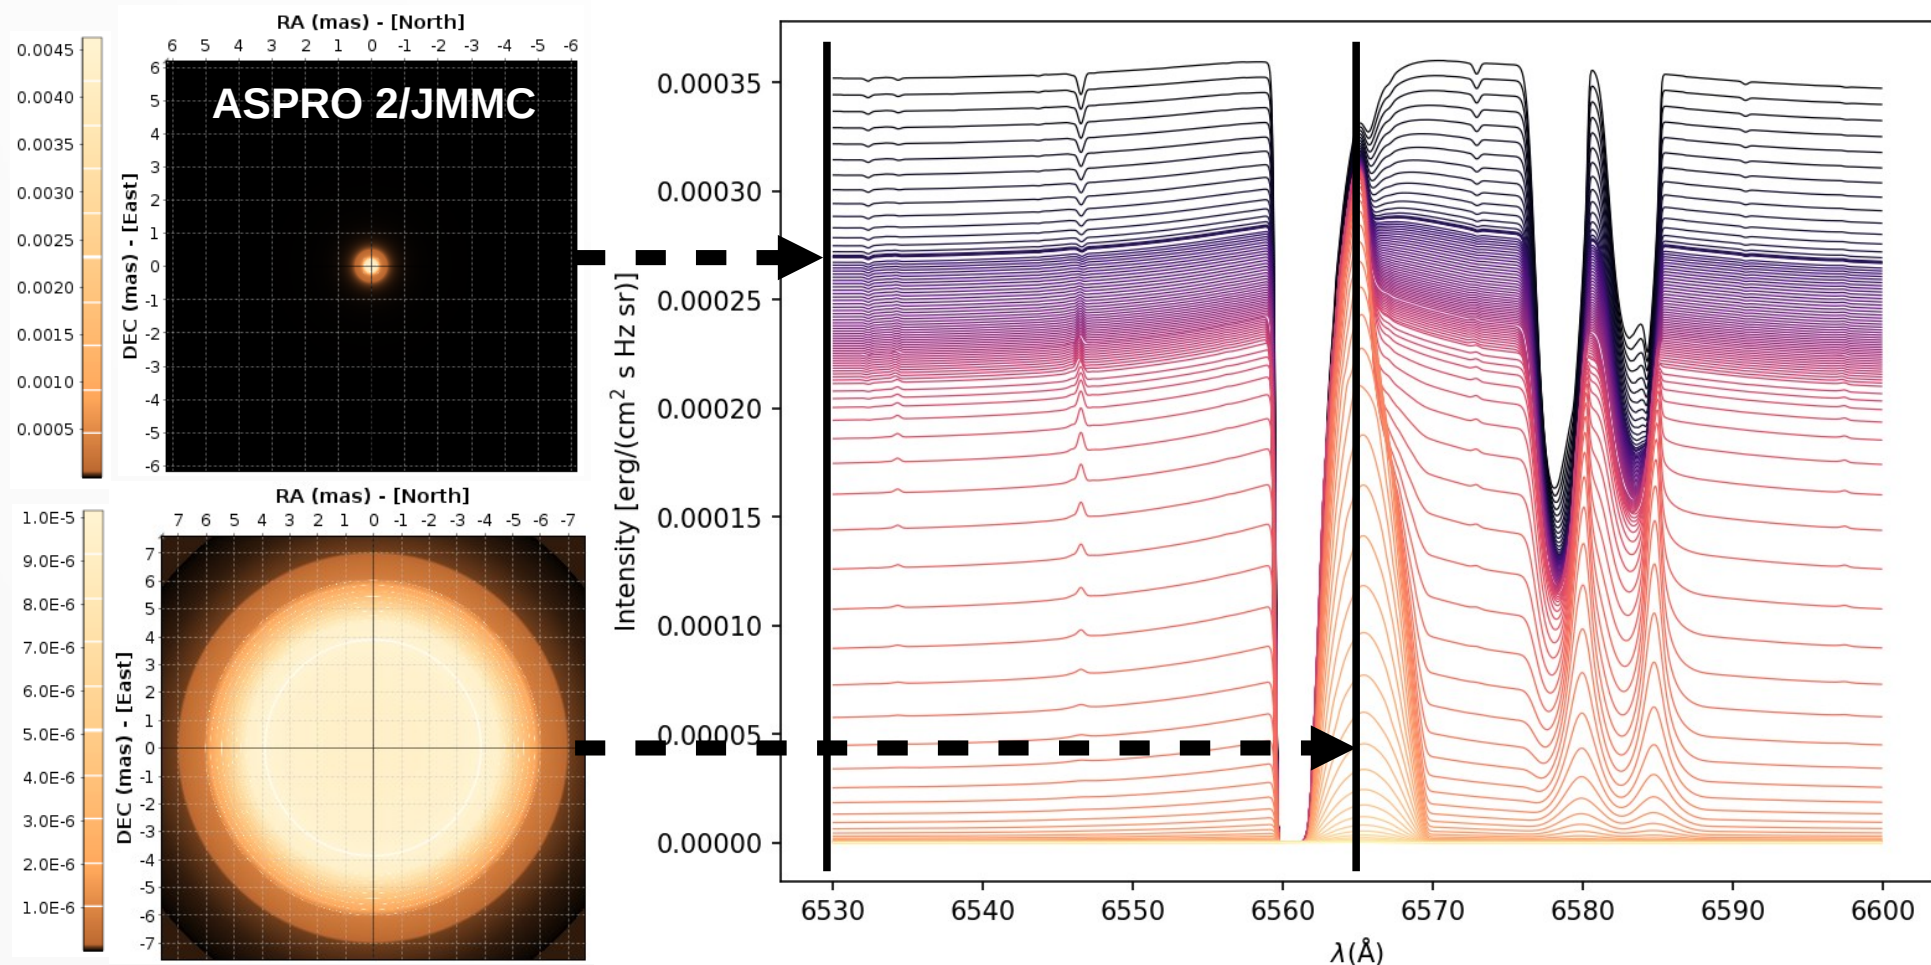 RA (mas) - [North]
6 5 4 3 2 1 0 -1 -2 -3 -4 -5 -6
0.0045
0.0040
0.0035
0.0030
0.0025
0.0020
0.0015
0.0010
0.0005
DEC (mas) - [East]
6
5
4
3
2
1
0
-1
-2
-3
-4
-5
-6
ASPRO 2/JMMC
RA (mas) - [North]
7 6 5 4 3 2 1 0 -1 -2 -3 -4 -5 -6 -7
1.0E-5
9.0E-6
8.0E-6
7.0E-6
6.0E-6
5.0E-6
4.0E-6
3.0E-6
2.0E-6
1.0E-6
DEC (mas) - [East]
7
6
5
4
3
2
1
0
-1
-2
-3
-4
-5
-6
-7
Intensity [erg/(cm² s Hz sr)]
0.00035
0.00030
0.00025
0.00020
0.00015
0.00010
0.00005
0.00000
6530 6540 6550 6560 6570 6580 6590 6600
λ(Å)